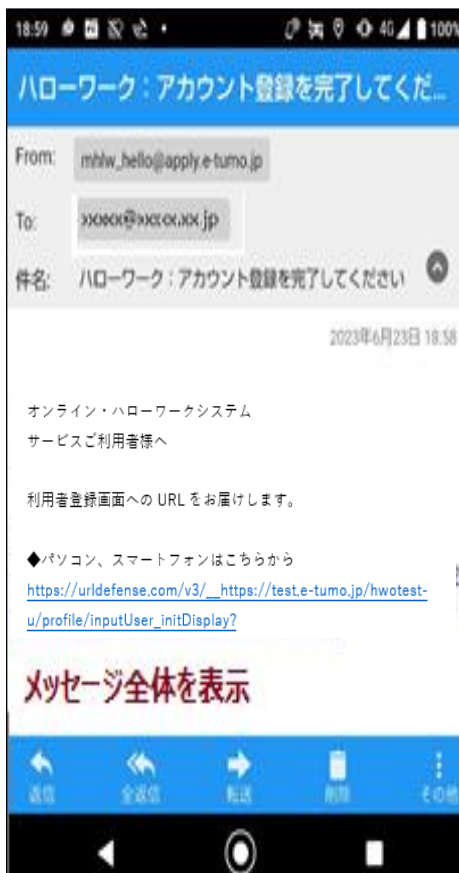 18:59
4G 100%
ハローワーク：アカウント登録を完了してくだ...
From: mhlw_hello@apply.e-tumo.jp
To: xxxxx@xxxxx.xx.jp
件名: ハローワーク：アカウント登録を完了してください
2023年6月23日 18:58
オンライン・ハローワークシステム
サービスご利用者様へ
利用者登録画面への URL をお届けします。
◆パソコン、スマートフォンはこちらから
https://urldefense.com/v3/__https://test.e-tumo.jp/hwotest-
u/profile/inputUser_initDisplay?
メッセージ全体を表示
返信 全返信 転送 削除 その他